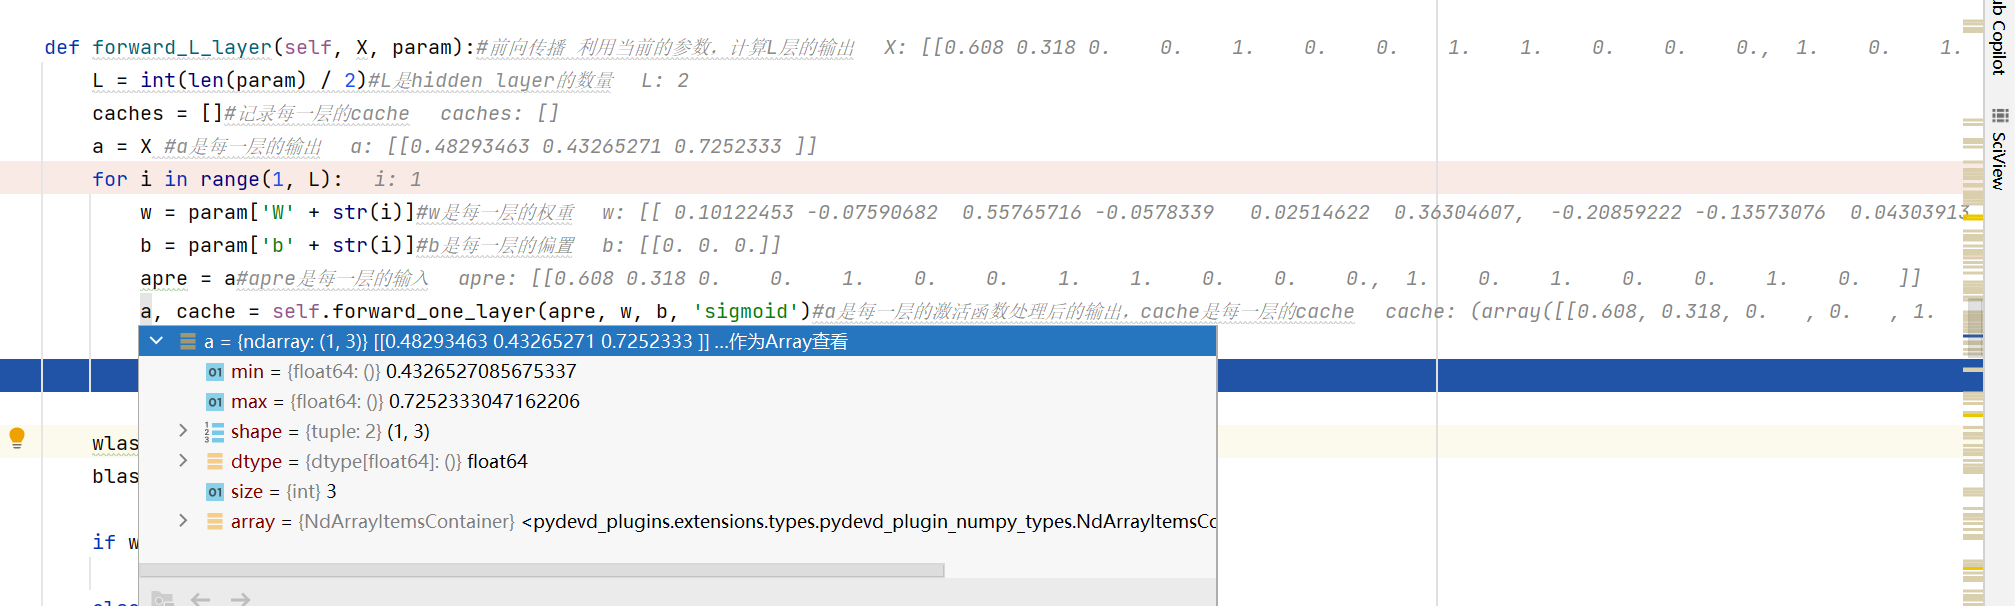 def forward_L_layer(self, X, param):#前向传播 利用当前的参数，计算L层的输出 X: [[0.608 0.318 0. 0. 1. 0. 0. 1. 1. 0. 0. 0., 1. 0. 1.
L = int(len(param) / 2)#L是hidden layer的数量 L: 2
caches = []#记录每一层的cache caches: []
a = X #a是每一层的输出 a: [[0.48293463 0.43265271 0.7252333 ]]
for i in range(1, L): i: 1
w = param['W' + str(i)]#w是每一层的权重 w: [[ 0.10122453 -0.07590682 0.55765716 -0.0578339 0.02514622 0.36304607, -0.20859222 -0.13573076 0.04303913
b = param['b' + str(i)]#b是每一层的偏置 b: [[0. 0. 0.]]
apre = a#apre是每一层的输入 apre: [[0.608 0.318 0. 0. 1. 0. 0. 1. 1. 0. 0. 0., 1. 0. 1. 0. 0. 1. 0. ]]
a, cache = self.forward_one_layer(apre, w, b, 'sigmoid')#a是每一层的激活函数处理后的输出，cache是每一层的cache cache: (array([[0.608, 0.318, 0. , 0. , 1.
a = {ndarray: (1, 3)} [[0.48293463 0.43265271 0.7252333 ]] ...作为Array查看
min = {float64: ()} 0.4326527085675337
max = {float64: ()} 0.7252333047162206
shape = {tuple: 2} (1, 3)
dtype = {dtype[float64]: ()} float64
size = {int} 3
array = {NdArrayItemsContainer} <pydevd_plugins.extensions.types.pydevd_plugin_numpy_types.NdArrayItemsCo
wlas
blas
if w
ub Copilot
SciView